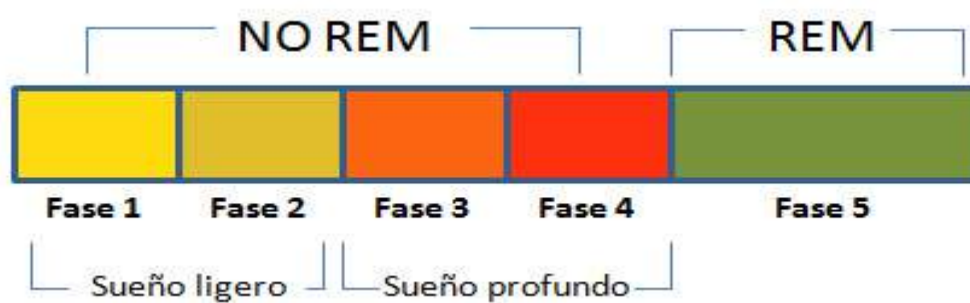 NO REM REM
Fase 1 Fase 2 Fase 3 Fase 4 Fase 5
Sueño ligero Sueño profundo